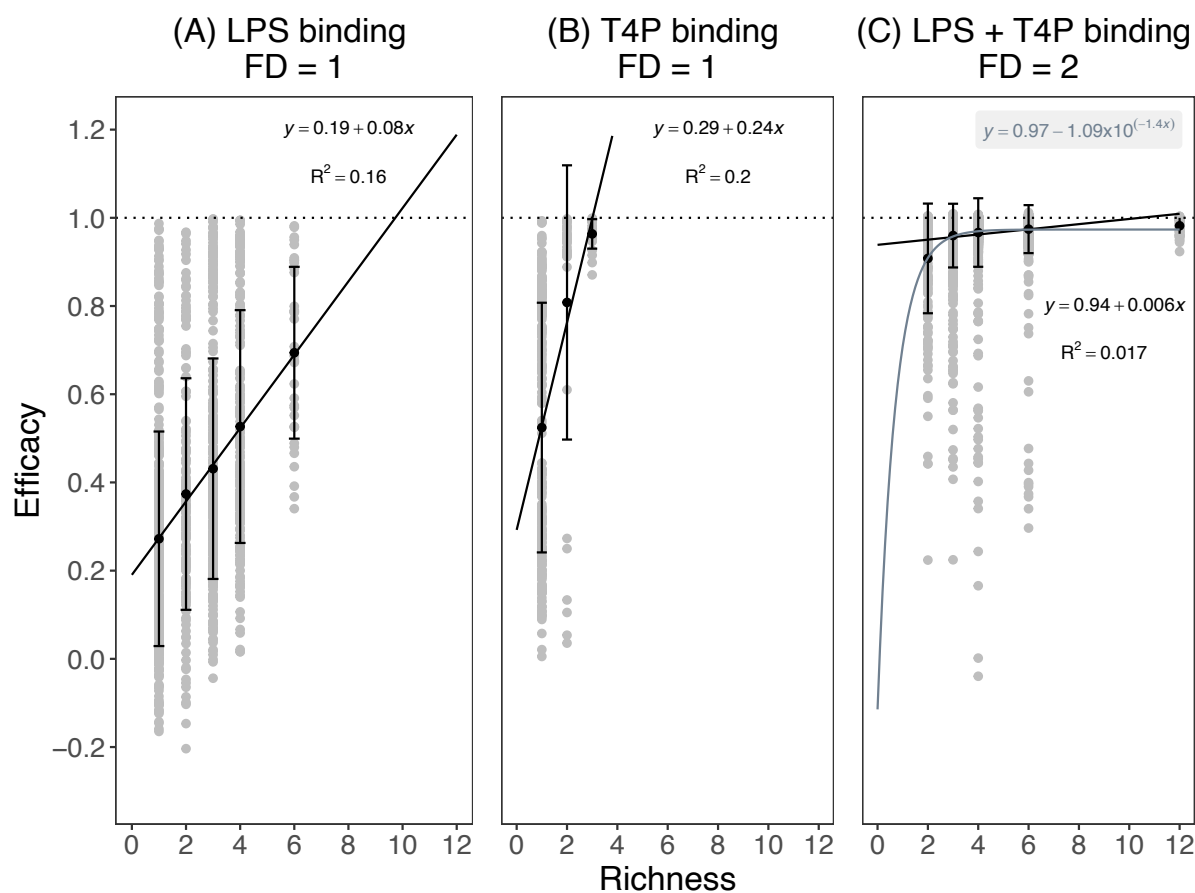 (A) LPS binding
FD = 1
(B) T4P binding
FD = 1
(C) LPS + T4P binding
FD = 2
y = 0.19 + 0.08x
R² = 0.16
y = 0.29 + 0.24x
R² = 0.2
y = 0.97 − 1.09x10^(−1.4x)
y = 0.94 + 0.006x
R² = 0.017
Efficacy
1.2
1.0
0.8
0.6
0.4
0.2
0.0
−0.2
0 2 4 6 8 10 12
0 2 4 6 8 10 12
0 2 4 6 8 10 12
Richness